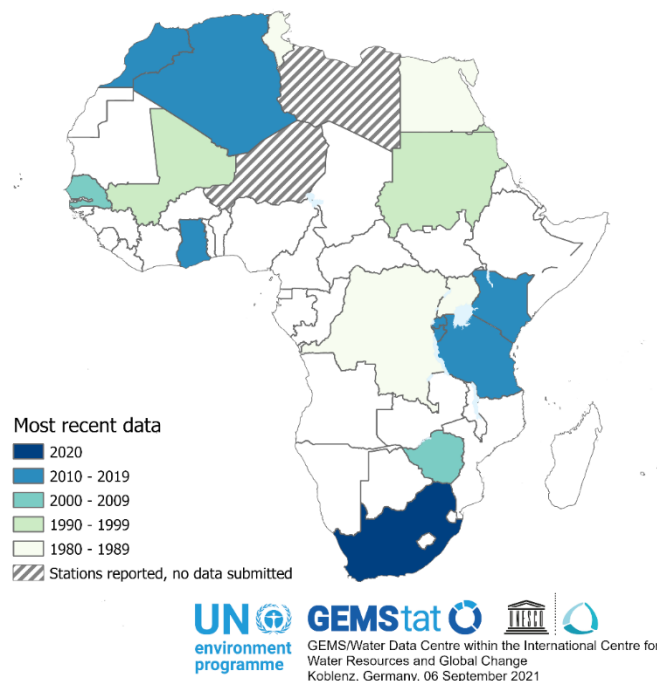 Most recent data
2020
2010 - 2019
2000 - 2009
1990 - 1999
1980 - 1989
Stations reported, no data submitted
UN
environment
programme
GEMStat
UNESCO
GEMS/Water Data Centre within the International Centre for
Water Resources and Global Change
Koblenz, Germany, 06 September 2021